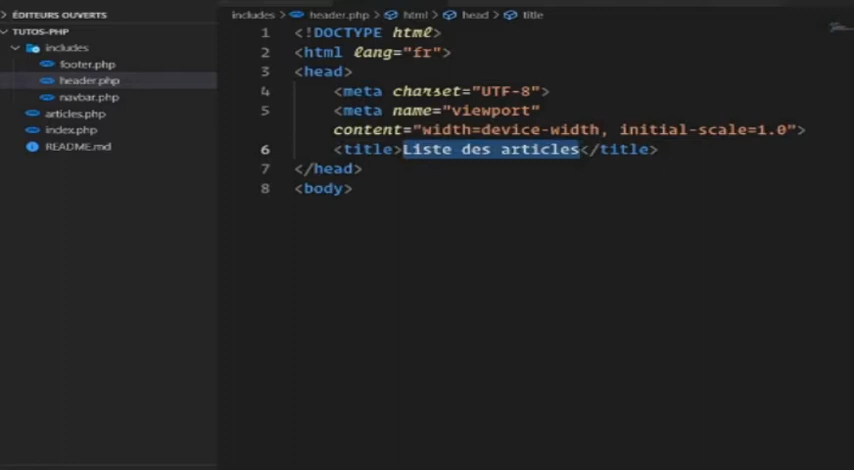 ÉDITEURS OUVERTS
TUTOS-PHP
includes
footer.php
header.php
navbar.php
articles.php
index.php
README.md
includes > header.php > html > head > title
1 <!DOCTYPE html>
2 <html lang="fr">
3 <head>
4 <meta charset="UTF-8">
5 <meta name="viewport"
content="width=device-width, initial-scale=1.0">
6 <title>Liste des articles</title>
7 </head>
8 <body>